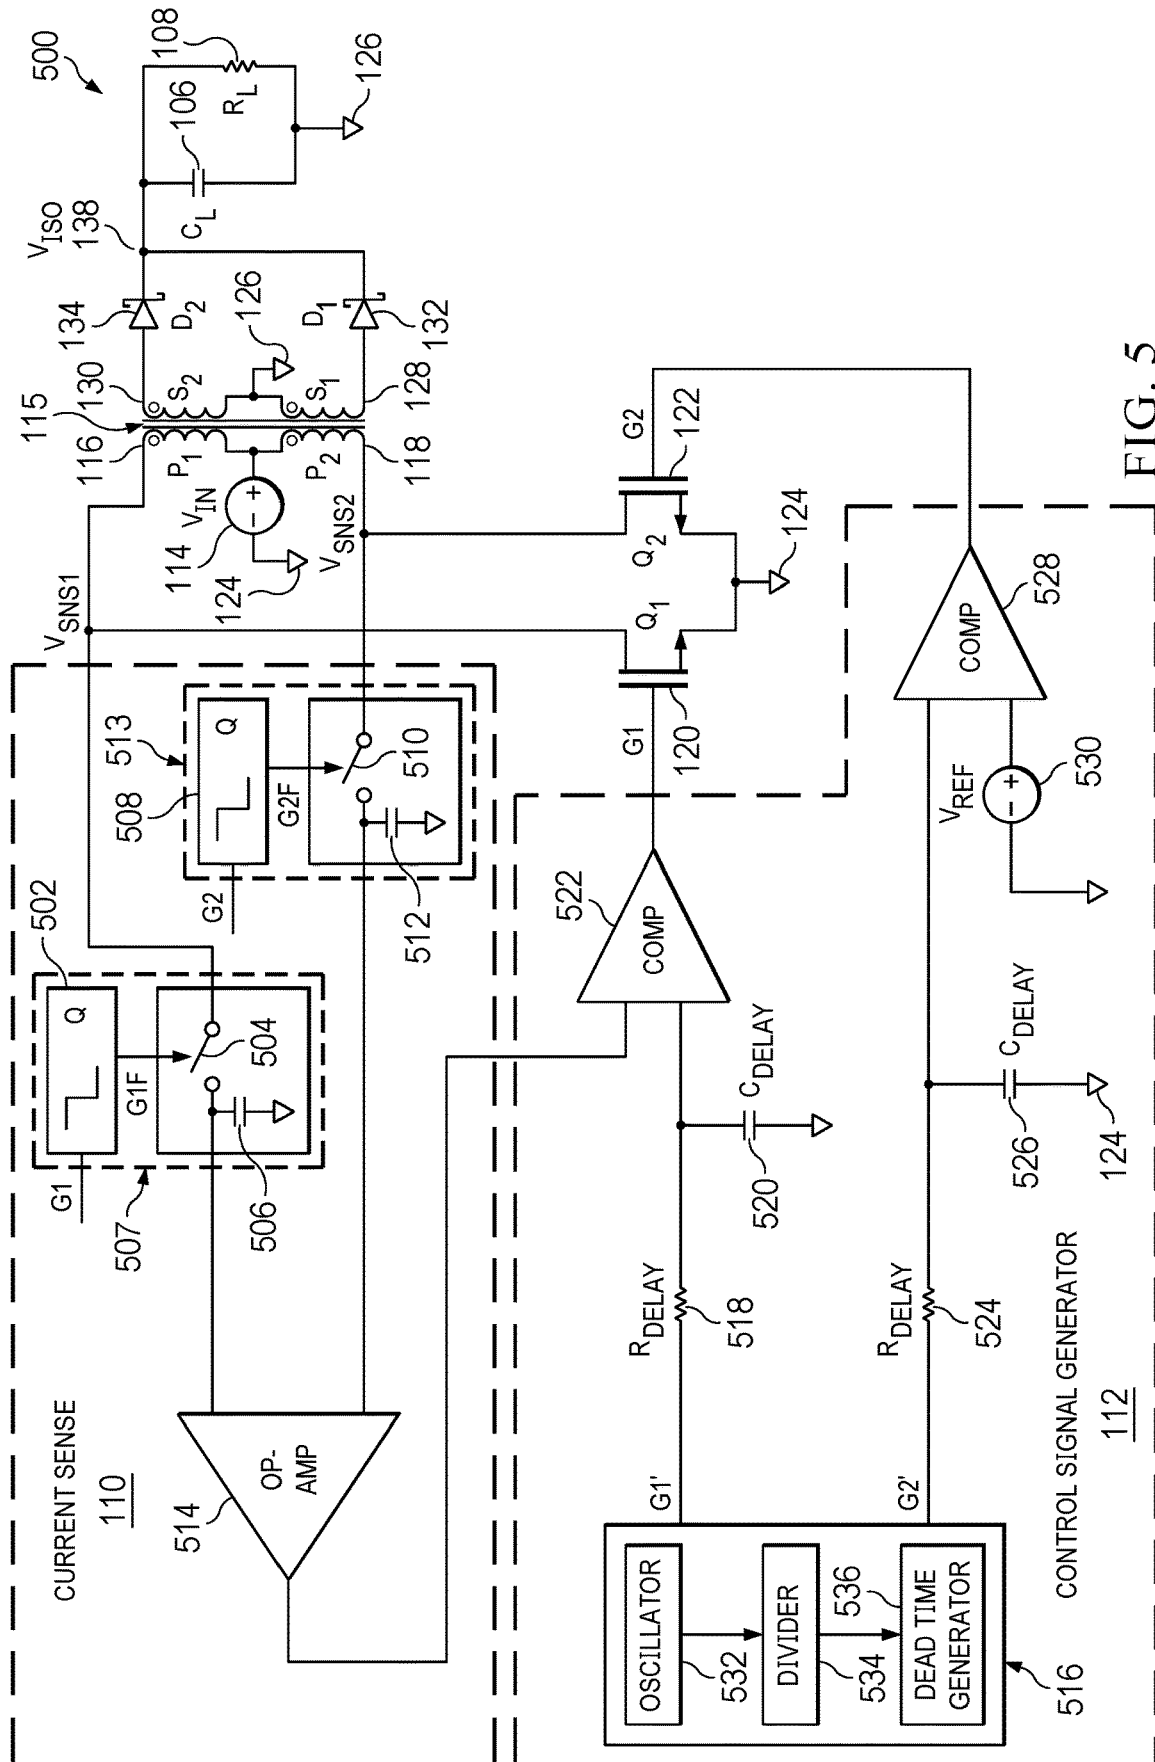 500
108
R_L
106
C_L
126
V_ISO
138
134
D_2
D_1
132
126
115
130
S_2
S_1
128
116
P_1
P_2
118
V_IN
114
124
V_SNS1
V_SNS2
G2
122
Q_2
Q_1
124
G1
120
513
508
Q
G2F
510
G2
512
502
Q
G1F
504
G1
507
506
CURRENT SENSE
110
514
OP-
AMP
522
COMP
COMP
528
V_REF
530
C_DELAY
520
C_DELAY
526
124
R_DELAY
518
R_DELAY
524
G1'
G2'
CONTROL SIGNAL GENERATOR
112
OSCILLATOR
532
DIVIDER
534
536
DEAD TIME
GENERATOR
516
FIG. 5